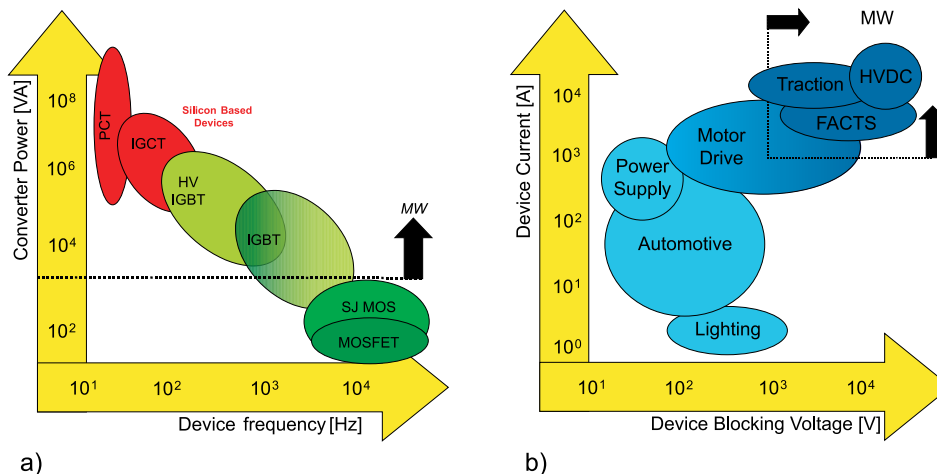 Converter Power [VA]
10⁸
10⁶
10⁴
10²
PCT
IGCT
Silicon Based
Devices
HV
IGBT
IGBT
MW
SJ MOS
MOSFET
10¹ 10² 10³ 10⁴
Device frequency [Hz]
a)
MW
Device Current [A]
10⁴
10³
10²
10¹
10⁰
Traction
HVDC
FACTS
Motor
Drive
Power
Supply
Automotive
Lighting
10¹ 10² 10³ 10⁴
Device Blocking Voltage [V]
b)